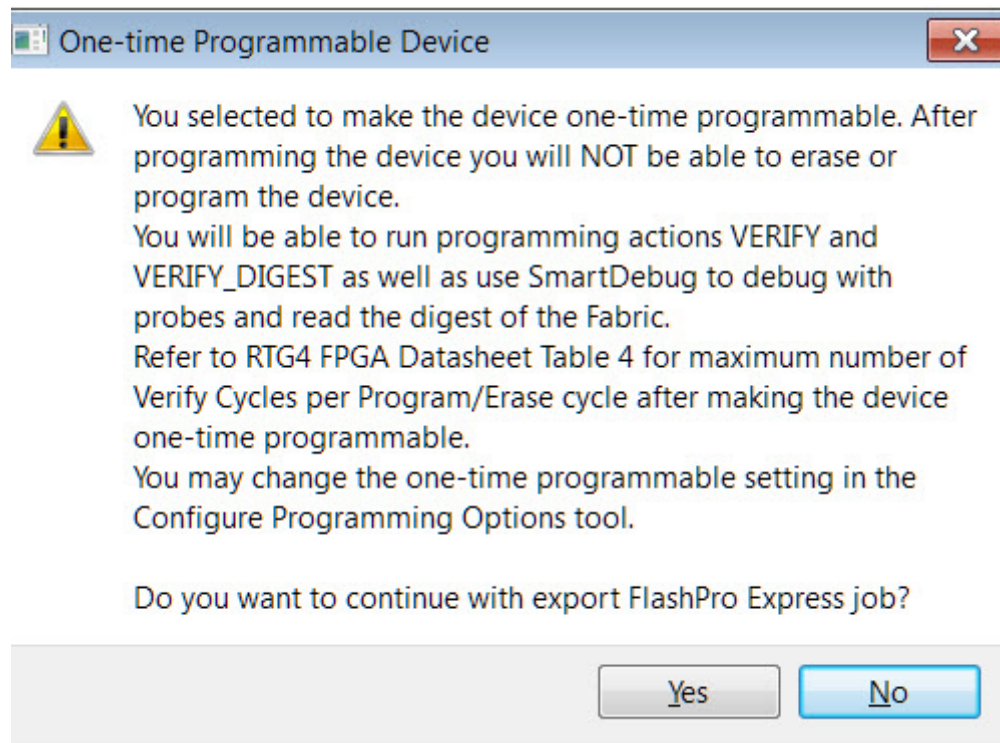 One-time Programmable Device
You selected to make the device one-time programmable. After
programming the device you will NOT be able to erase or
program the device.
You will be able to run programming actions VERIFY and
VERIFY_DIGEST as well as use SmartDebug to debug with
probes and read the digest of the Fabric.
Refer to RTG4 FPGA Datasheet Table 4 for maximum number of
Verify Cycles per Program/Erase cycle after making the device
one-time programmable.
You may change the one-time programmable setting in the
Configure Programming Options tool.
Do you want to continue with export FlashPro Express job?
Yes No